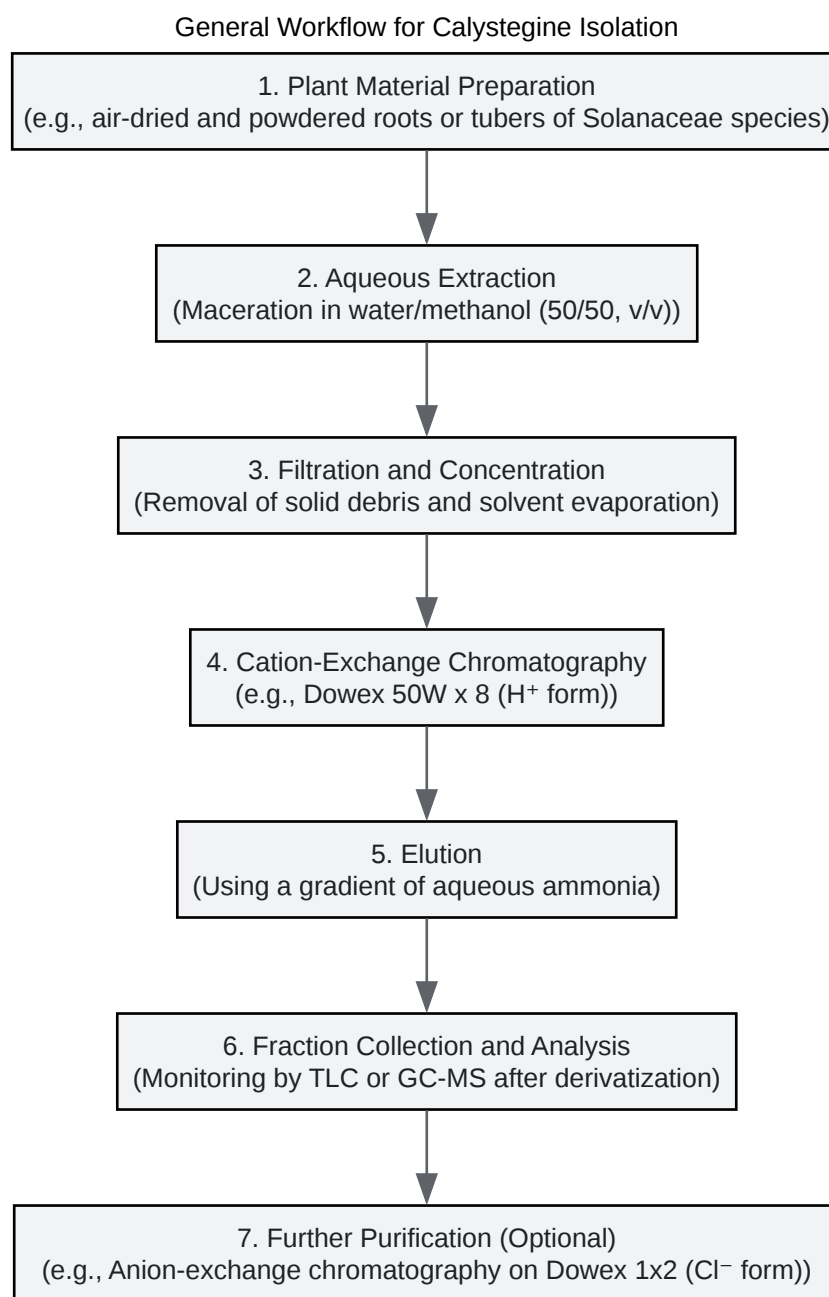 General Workflow for Calystegine Isolation
1. Plant Material Preparation
(e.g., air-dried and powdered roots or tubers of Solanaceae species)
2. Aqueous Extraction
(Maceration in water/methanol (50/50, v/v))
3. Filtration and Concentration
(Removal of solid debris and solvent evaporation)
4. Cation-Exchange Chromatography
(e.g., Dowex 50W x 8 (H⁺ form))
5. Elution
(Using a gradient of aqueous ammonia)
6. Fraction Collection and Analysis
(Monitoring by TLC or GC-MS after derivatization)
7. Further Purification (Optional)
(e.g., Anion-exchange chromatography on Dowex 1x2 (Cl⁻ form))